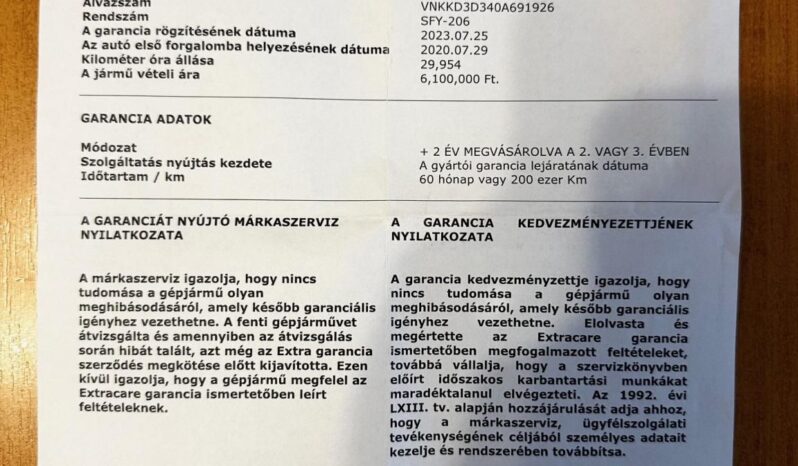 Alvázszám VNKKD3D340A691926
Rendszám SFY-206
A garancia rögzítésének dátuma 2023.07.25
Az autó első forgalomba helyezésének dátuma 2020.07.29
Kilométer óra állása 29,954
A jármű vételi ára 6,100,000 Ft.
GARANCIA ADATOK
Módozat + 2 ÉV MEGVÁSÁROLVA A 2. VAGY 3. ÉVBEN
Szolgáltatás nyújtás kezdete A gyártói garancia lejáratának dátuma
Időtartam / km 60 hónap vagy 200 ezer Km
A GARANCIÁT NYÚJTÓ MÁRKASZERVIZ
NYILATKOZATA
A márkaszerviz igazolja, hogy nincs
tudomása a gépjármű olyan
meghibásodásáról, amely később garanciális
igényhez vezethetne. A fenti gépjárművet
átvizsgálta és amennyiben az átvizsgálás
során hibát talált, azt még az Extra garancia
szerződés megkötése előtt kijavította. Ezen
kívül igazolja, hogy a gépjármű megfelel az
Extracare garancia ismertetőben leírt
feltételeknek.
A GARANCIA KEDVEZMÉNYEZETTJÉNEK
NYILATKOZATA
A garancia kedvezményzettje igazolja, hogy
nincs tudomása a gépjármű olyan
meghibásodásáról, amely később garanciális
igényhez vezethetne. Elolvasta és
megértette az Extracare garancia
ismertetőben megfogalmazott feltételeket,
továbbá vállalja, hogy a szervizkönyvben
előírt időszakos karbantartási munkákat
maradéktalanul elvégezteti. Az 1992. évi
LXIII. tv. alapján hozzájárulását adja ahhoz,
hogy a márkaszerviz, ügyfélszolgálati
tevékenységének céljából személyes adatait
kezelje és rendszerében továbbítsa.